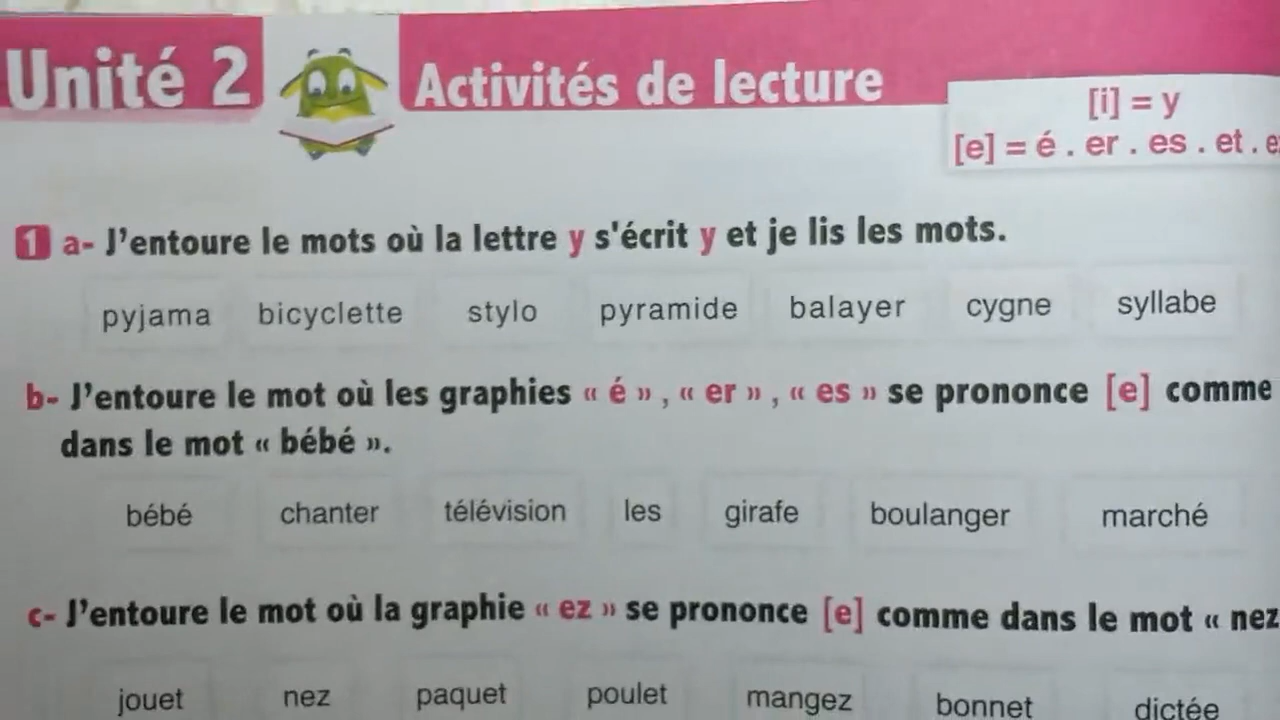 Unité 2 Activités de lecture
[i] = y
[e] = é . er . es . et . e
1 a- J'entoure le mots où la lettre y s'écrit y et je lis les mots.
pyjama bicyclette stylo pyramide balayer cygne syllabe
b- J'entoure le mot où les graphies « é » , « er » , « es » se prononce [e] comme
dans le mot « bébé ».
bébé chanter télévision les girafe boulanger marché
c- J'entoure le mot où la graphie « ez » se prononce [e] comme dans le mot « nez
jouet nez paquet poulet mangez bonnet dictée